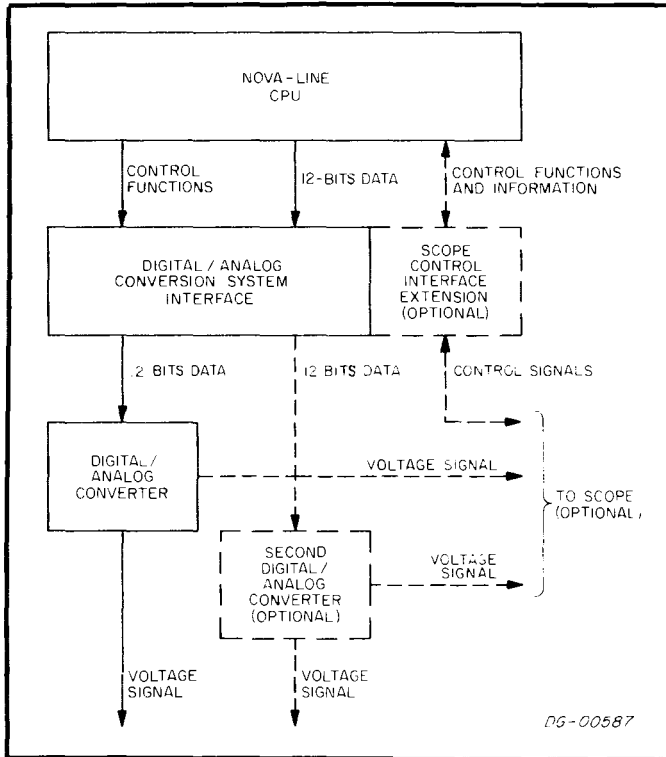 NOVA-LINE
CPU
CONTROL
FUNCTIONS
12-BITS DATA
CONTROL FUNCTIONS
AND INFORMATION
DIGITAL / ANALOG
CONVERSION SYSTEM
INTERFACE
SCOPE
CONTROL
INTERFACE
EXTENSION
(OPTIONAL)
.2 BITS DATA
12 BITS DATA
CONTROL SIGNALS
DIGITAL/
ANALOG
CONVERTER
VOLTAGE SIGNAL
TO SCOPE
(OPTIONAL)
SECOND
DIGITAL/
ANALOG
CONVERTER
(OPTIONAL)
VOLTAGE
SIGNAL
VOLTAGE
SIGNAL
VOLTAGE
SIGNAL
DG-00587